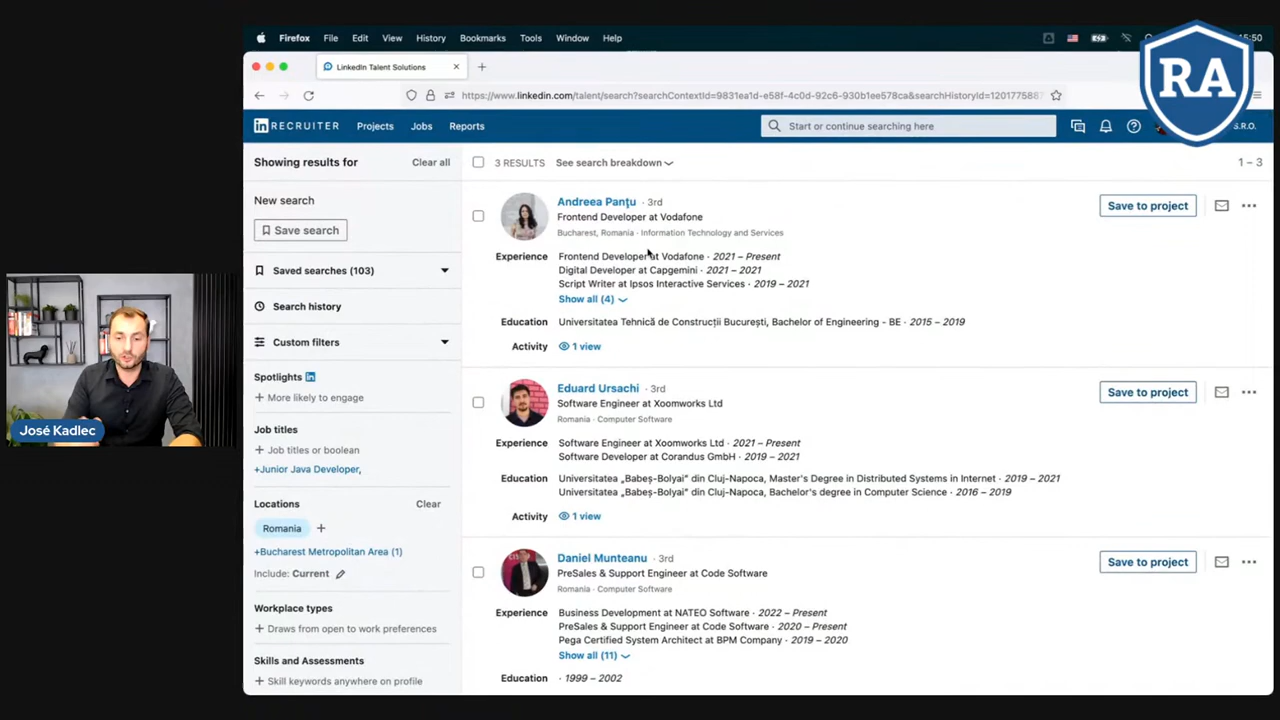 Firefox File Edit View History Bookmarks Tools Window Help
:50
RA
LinkedIn Talent Solutions
https://www.linkedin.com/talent/search?searchContextId=9831ea1d-e58f-4c0d-92c6-930b1ee578ca&searchHistoryId=1201775887
in RECRUITER Projects Jobs Reports
Start or continue searching here
S.R.O.
Showing results for Clear all
New search
Save search
Saved searches (103)
Search history
Custom filters
Spotlights in
+ More likely to engage
Job titles
+ Job titles or boolean
+Junior Java Developer,
Locations Clear
Romania +
+Bucharest Metropolitan Area (1)
Include: Current
Workplace types
+ Draws from open to work preferences
Skills and Assessments
+ Skill keywords anywhere on profile
3 RESULTS See search breakdown 1 – 3
Andreea Panţu · 3rd
Save to project
Frontend Developer at Vodafone
Bucharest, Romania · Information Technology and Services
Experience Frontend Developer at Vodafone · 2021 – Present
Digital Developer at Capgemini · 2021 – 2021
Script Writer at Ipsos Interactive Services · 2019 – 2021
Show all (4)
Education Universitatea Tehnică de Construcții București, Bachelor of Engineering - BE · 2015 – 2019
Activity 1 view
Eduard Ursachi · 3rd
Save to project
Software Engineer at Xoomworks Ltd
Romania · Computer Software
Experience Software Engineer at Xoomworks Ltd · 2021 – Present
Software Developer at Corandus GmbH · 2019 – 2021
Education Universitatea „Babeș-Bolyai" din Cluj-Napoca, Master's Degree in Distributed Systems in Internet · 2019 – 2021
Universitatea „Babeș-Bolyai" din Cluj-Napoca, Bachelor's degree in Computer Science · 2016 – 2019
Activity 1 view
Daniel Munteanu · 3rd
Save to project
PreSales & Support Engineer at Code Software
Romania · Computer Software
Experience Business Development at NATEO Software · 2022 – Present
PreSales & Support Engineer at Code Software · 2020 – Present
Pega Certified System Architect at BPM Company · 2019 – 2020
Show all (11)
Education · 1999 – 2002
José Kadlec